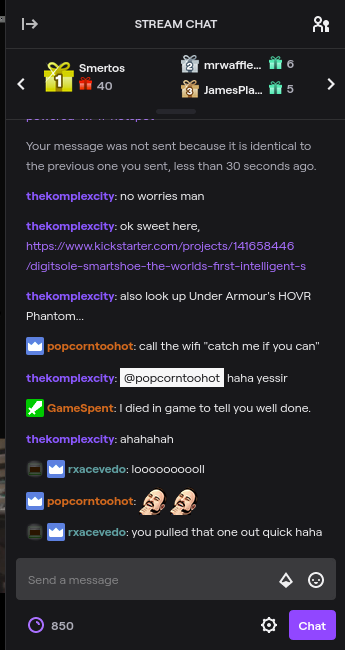 STREAM CHAT
1
Smertos
40
2
mrwaffle...
6
3
JamesPla...
5
Your message was not sent because it is identical to
the previous one you sent, less than 30 seconds ago.
thekomplexcity: no worries man
thekomplexcity: ok sweet here,
https://www.kickstarter.com/projects/141658446
/digitsole-smartshoe-the-worlds-first-intelligent-s
thekomplexcity: also look up Under Armour's HOVR
Phantom...
popcorntoohot: call the wifi "catch me if you can"
thekomplexcity: @popcorntoohot haha yessir
GameSpent: I died in game to tell you well done.
thekomplexcity: ahahahah
rxacevedo: loooooooooll
popcorntoohot:
rxacevedo: you pulled that one out quick haha
Send a message
850
Chat